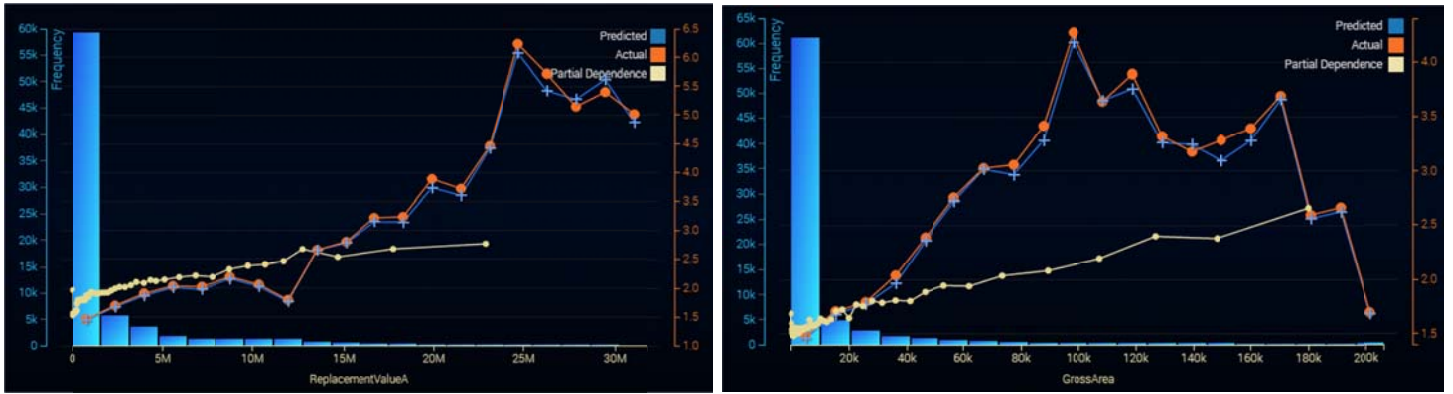 60k
55k
50k
45k
40k
35k
30k
25k
20k
15k
10k
5k
0
Frequency
Predicted
Actual
Partial Dependence
6.5
6.0
5.5
5.0
4.5
4.0
3.5
3.0
2.5
2.0
1.5
1.0
0 5M 10M 15M 20M 25M 30M
ReplacementValueA
65k
60k
55k
50k
45k
40k
35k
30k
25k
20k
15k
10k
5k
0
Frequency
Predicted
Actual
Partial Dependence
4.0
3.5
3.0
2.5
2.0
1.5
20k 40k 60k 80k 100k 120k 140k 160k 180k 200k
GrossArea